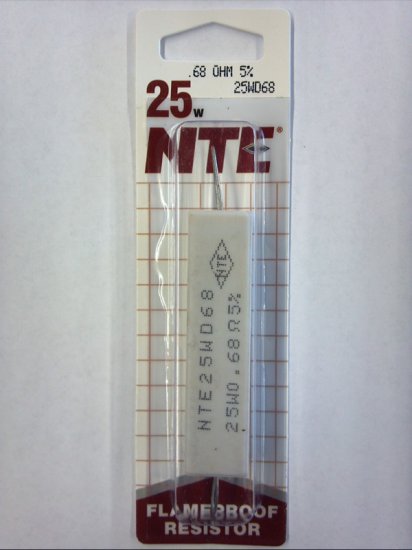 .68 OHM 5%
25WD68
25W
NTE®
NTE
NTE25WD68
25W0.68Ω5%
FLAMEPROOF
RESISTOR